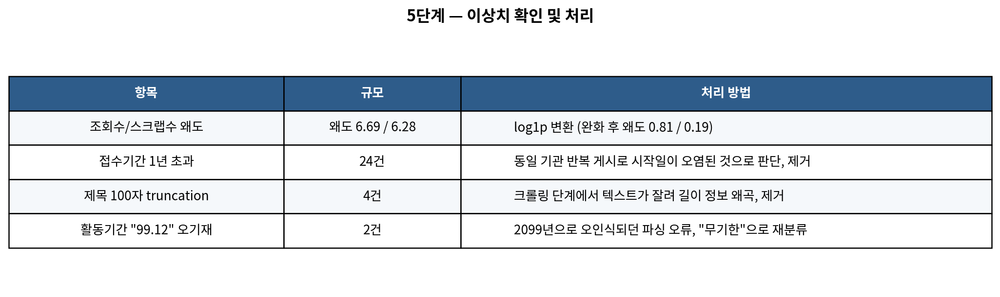 5단계 — 이상치 확인 및 처리
항목 규모 처리 방법
조회수/스크랩수 왜도 왜도 6.69 / 6.28 log1p 변환 (완화 후 왜도 0.81 / 0.19)
접수기간 1년 초과 24건 동일 기관 반복 게시로 시작일이 오염된 것으로 판단, 제거
제목 100자 truncation 4건 크롤링 단계에서 텍스트가 잘려 길이 정보 왜곡, 제거
활동기간 "99.12" 오기재 2건 2099년으로 오인식되던 파싱 오류, "무기한"으로 재분류